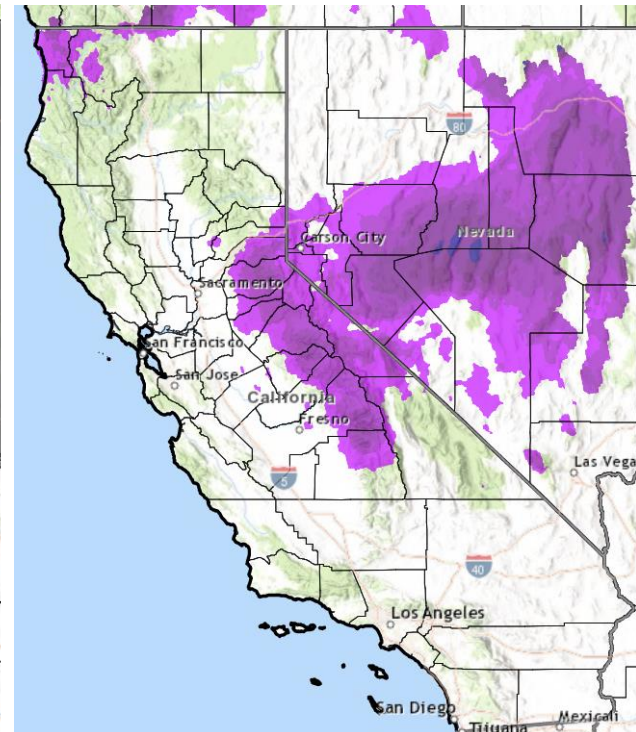 80
Carson City
Nevada
Sacramento
San Francisco
San Jose
California
Fresno
5
Las Vega
40
Los Angeles
San Diego
Mexicali
Tijuana